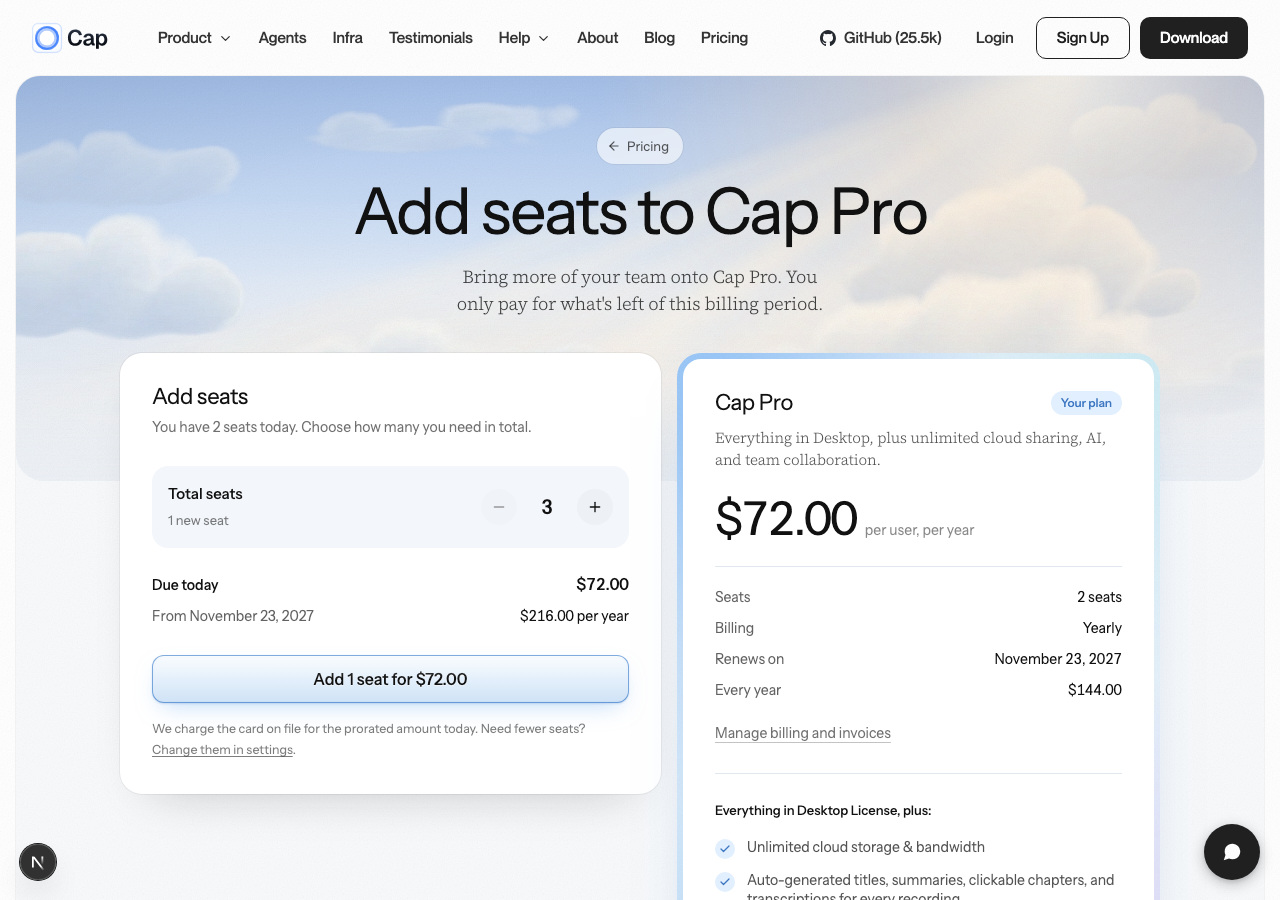 Cap
Product
Agents
Infra
Testimonials
Help
About
Blog
Pricing
GitHub (25.5k)
Login
Sign Up
Download
Pricing
Add seats to Cap Pro
Bring more of your team onto Cap Pro. You
only pay for what's left of this billing period.
Add seats
You have 2 seats today. Choose how many you need in total.
Total seats
1 new seat
3
Due today
$72.00
From November 23, 2027
$216.00 per year
Add 1 seat for $72.00
We charge the card on file for the prorated amount today. Need fewer seats?
Change them in settings.
Cap Pro
Your plan
Everything in Desktop, plus unlimited cloud sharing, AI,
and team collaboration.
$72.00 per user, per year
Seats
2 seats
Billing
Yearly
Renews on
November 23, 2027
Every year
$144.00
Manage billing and invoices
Everything in Desktop License, plus:
Unlimited cloud storage & bandwidth
Auto-generated titles, summaries, clickable chapters, and
transcriptions for every recording
N